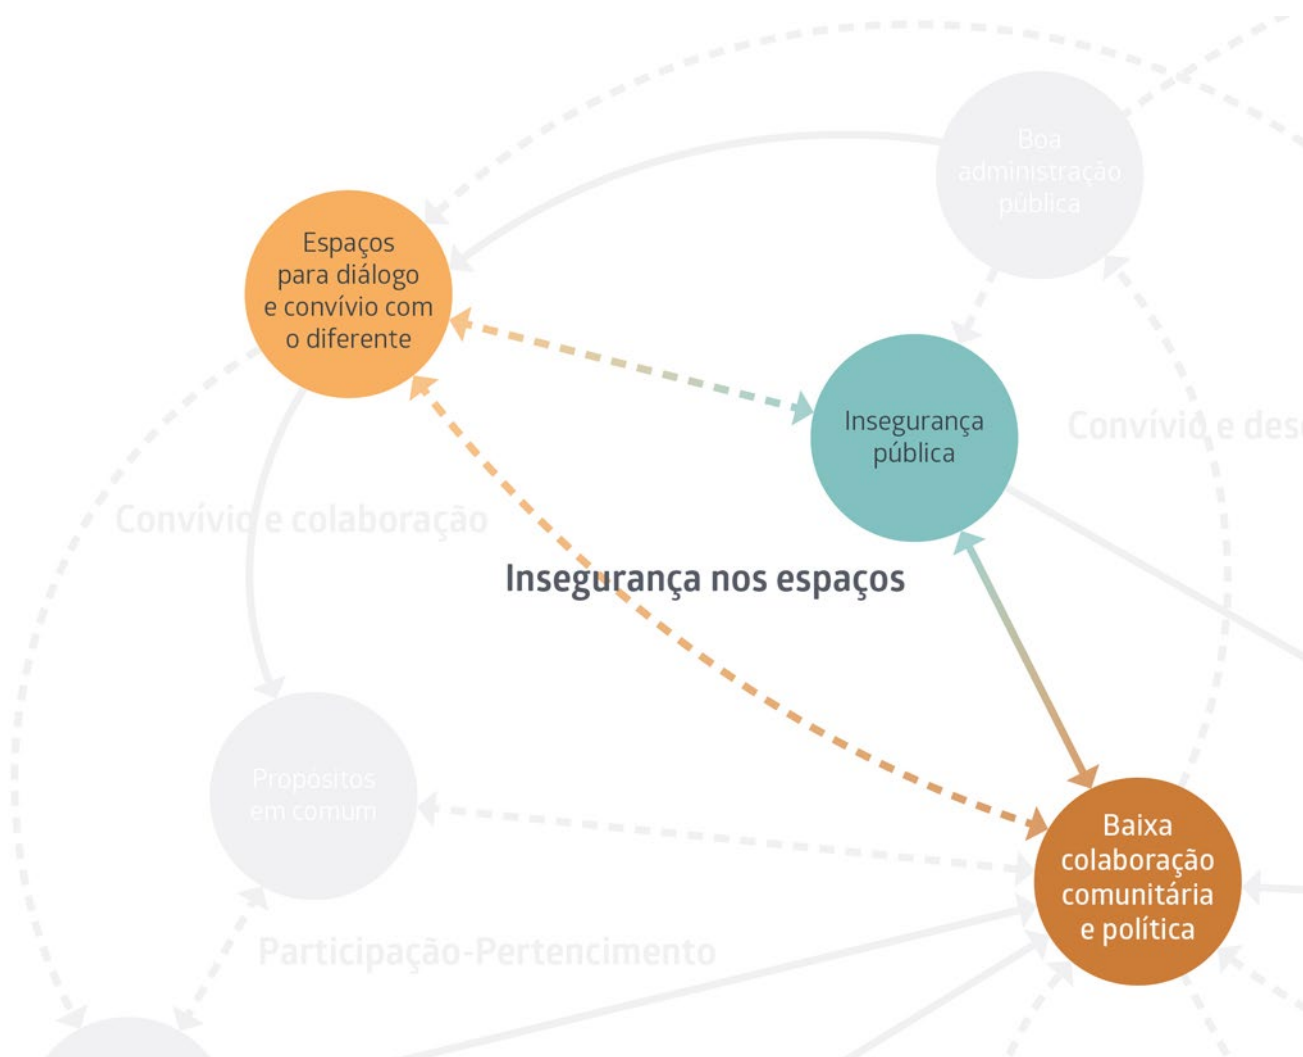 Boa
administração
pública
Espaços
para diálogo
e convívio com
o diferente
Insegurança
pública
Convívio e des
Convívio e colaboração
Insegurança nos espaços
Propósitos
em comum
Baixa
colaboração
comunitária
e política
Participação-Pertencimento